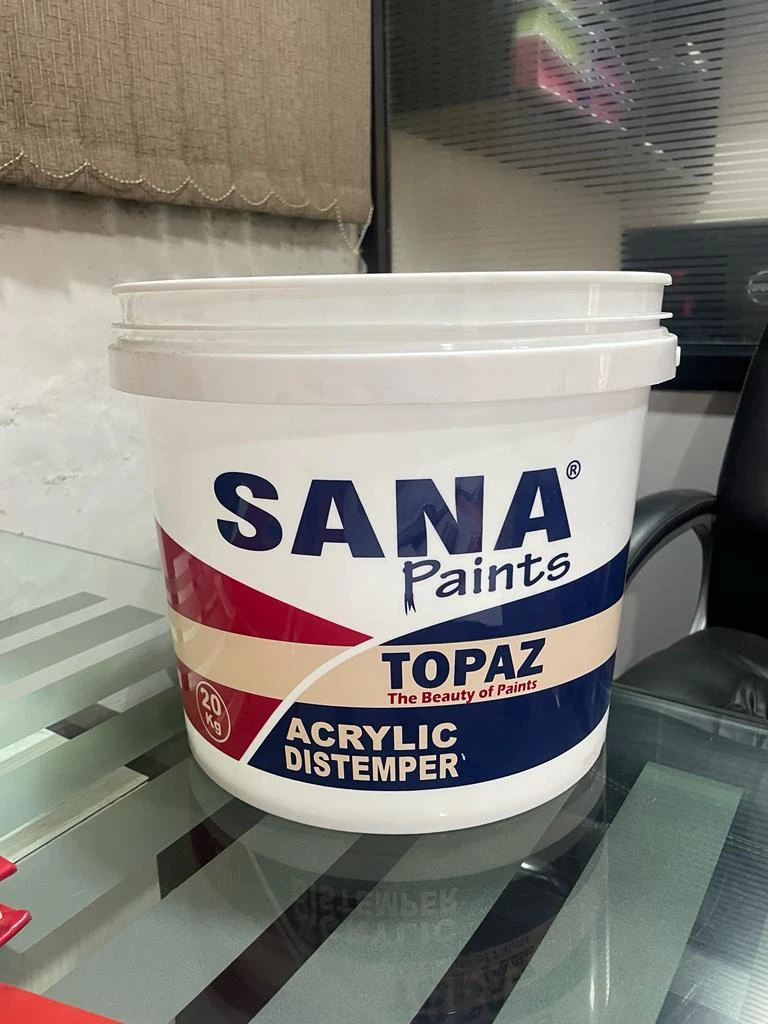 SANA®
Paints
TOPAZ
The Beauty of Paints
20
Kg
ACRYLIC
DISTEMPER